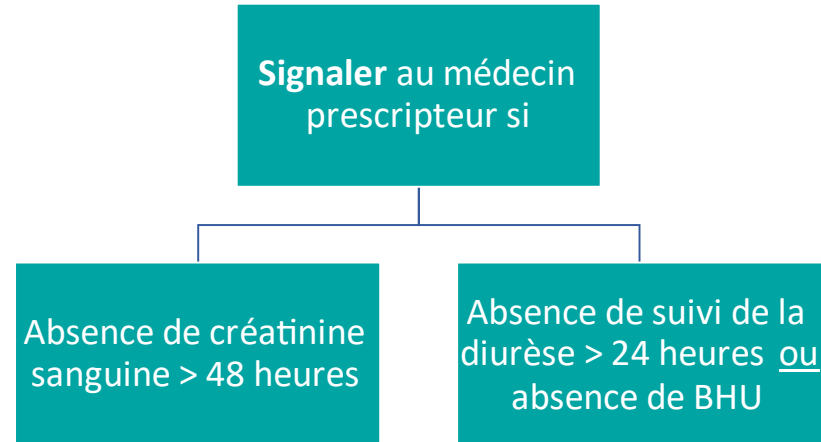 Signaler au médecin
prescripteur si
Absence de créatinine
sanguine > 48 heures
Absence de suivi de la
diurèse > 24 heures ou
absence de BHU